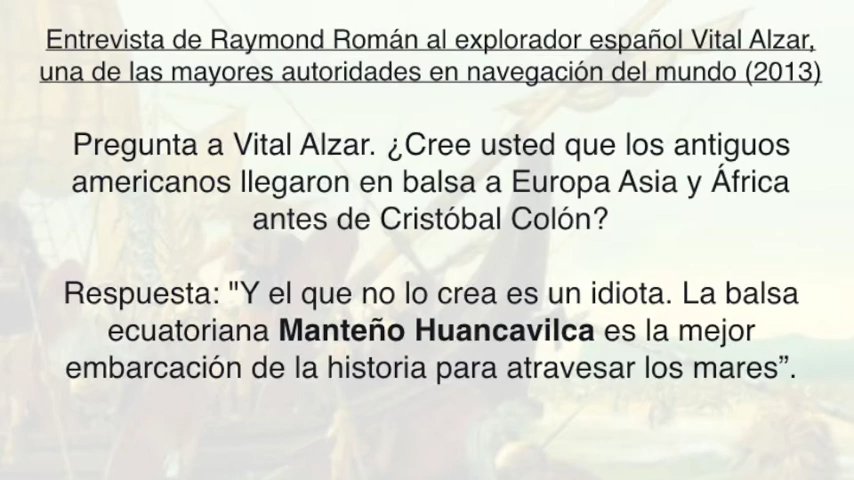 Entrevista de Raymond Román al explorador español Vital Alzar,
una de las mayores autoridades en navegación del mundo (2013)
Pregunta a Vital Alzar. ¿Cree usted que los antiguos
americanos llegaron en balsa a Europa Asia y África
antes de Cristóbal Colón?
Respuesta: "Y el que no lo crea es un idiota. La balsa
ecuatoriana Manteño Huancavilca es la mejor
embarcación de la historia para atravesar los mares”.